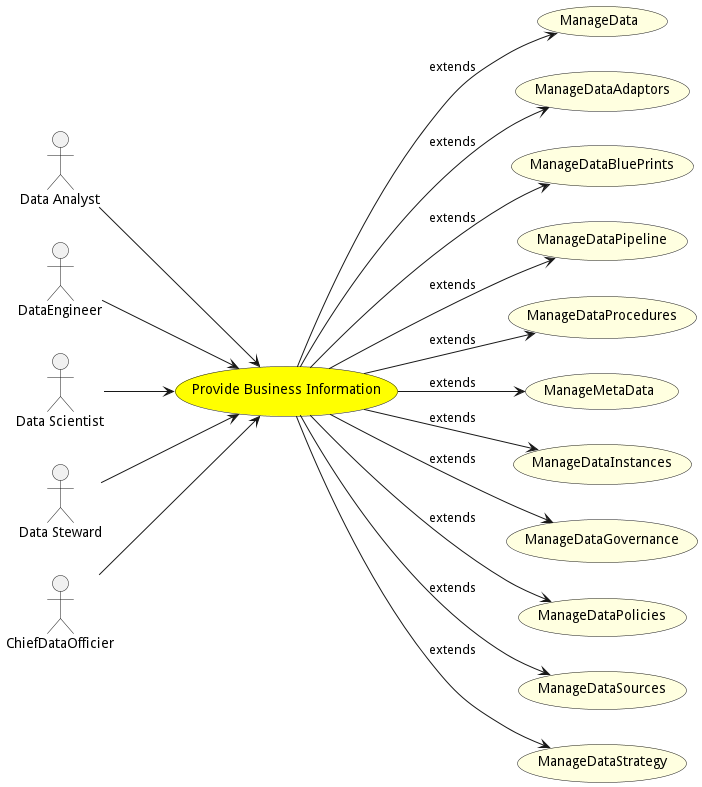 Data Analyst
DataEngineer
Data Scientist
Data Steward
ChiefDataOfficier
Provide Business Information
extends
extends
extends
extends
extends
extends
extends
extends
extends
extends
extends
ManageData
ManageDataAdaptors
ManageDataBluePrints
ManageDataPipeline
ManageDataProcedures
ManageMetaData
ManageDataInstances
ManageDataGovernance
ManageDataPolicies
ManageDataSources
ManageDataStrategy